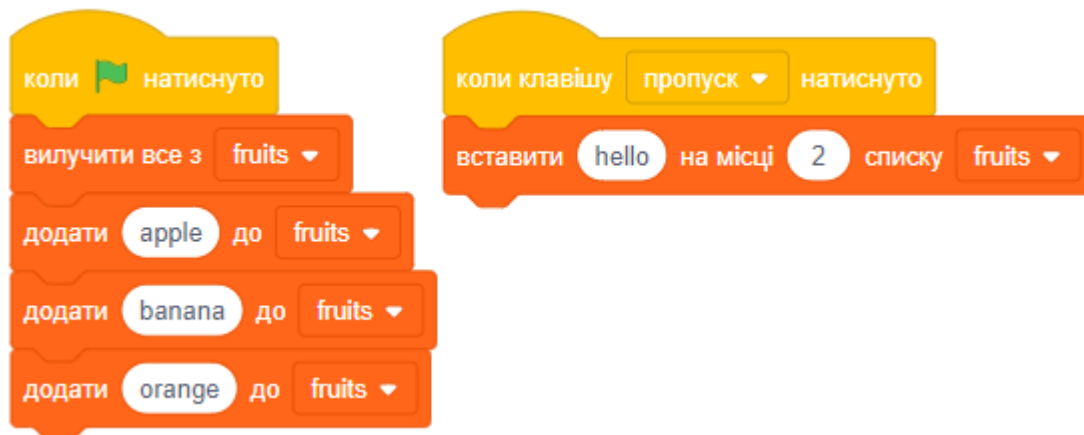 коли натиснуто
вилучити все з fruits
додати apple до fruits
додати banana до fruits
додати orange до fruits
коли клавішу пропуск натиснуто
вставити hello на місці 2 списку fruits